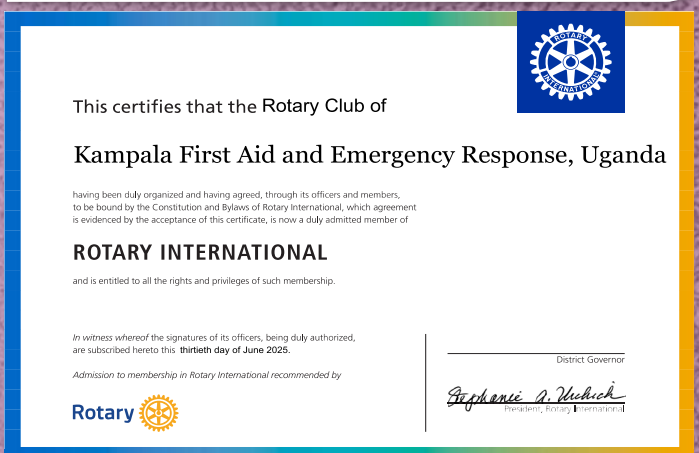 ROTARY
INTERNATIONAL
This certifies that the Rotary Club of
Kampala First Aid and Emergency Response, Uganda
having been duly organized and having agreed, through its officers and members,
to be bound by the Constitution and Bylaws of Rotary International, which agreement
is evidenced by the acceptance of this certificate, is now a duly admitted member of
ROTARY INTERNATIONAL
and is entitled to all the rights and privileges of such membership.
In witness whereof the signatures of its officers, being duly authorized,
are subscribed hereto this thirtieth day of June 2025.
Admission to membership in Rotary International recommended by
Rotary
District Governor
Stephanie A. Urchick
President, Rotary International